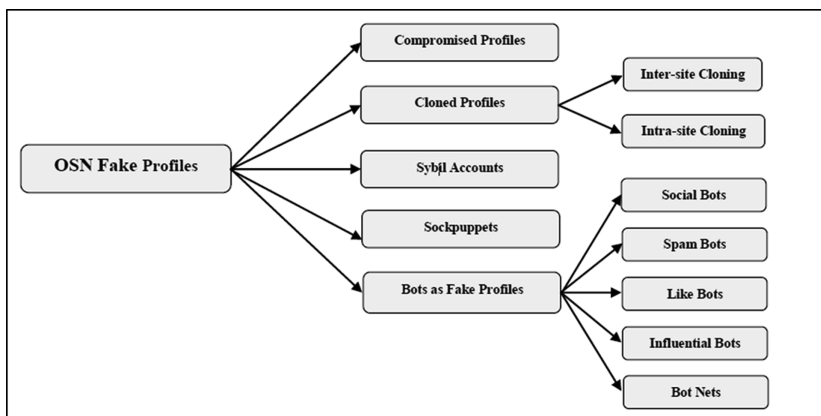 OSN Fake Profiles
Compromised Profiles
Cloned Profiles
Inter-site Cloning
Intra-site Cloning
Sybil Accounts
Sockpuppets
Bots as Fake Profiles
Social Bots
Spam Bots
Like Bots
Influential Bots
Bot Nets